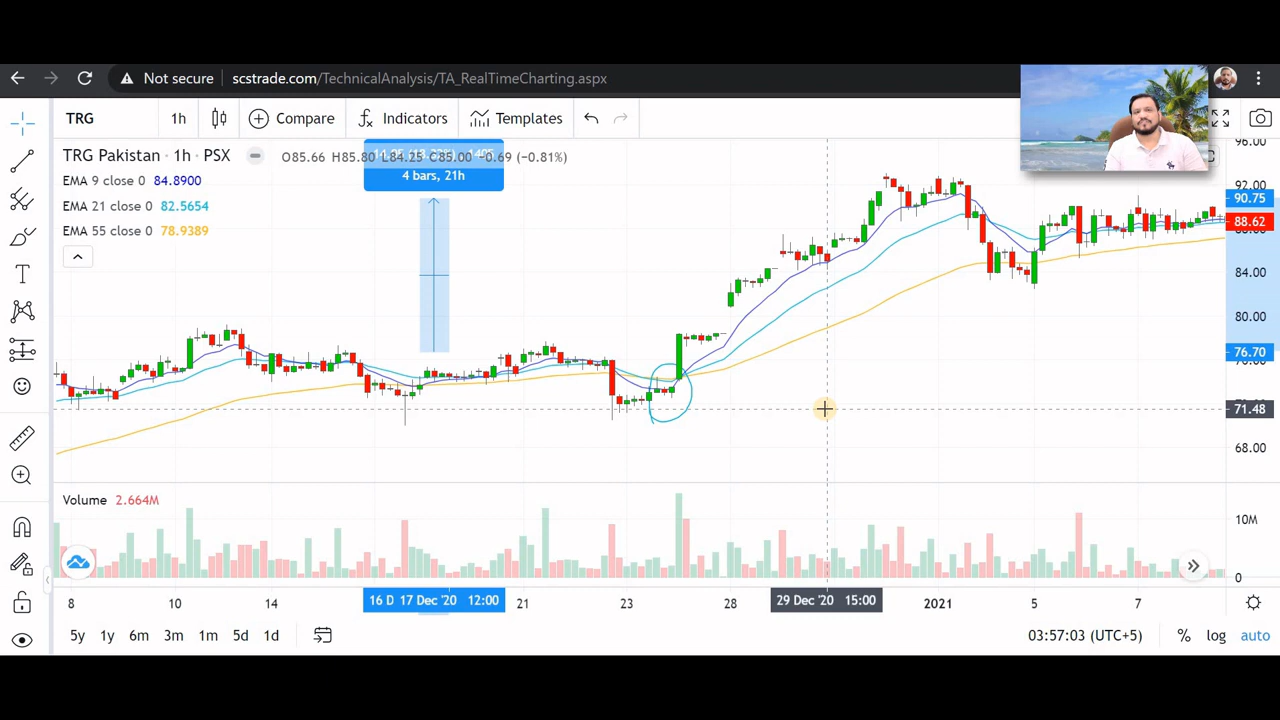 Not secure scstrade.com/TechnicalAnalysis/TA_RealTimeCharting.aspx
TRG 1h Compare Indicators Templates
TRG Pakistan · 1h · PSX O85.66 H85.80 L84.25 C85.00 −0.69 (−0.81%)
4 bars, 21h
EMA 9 close 0 84.8900
EMA 21 close 0 82.5654
EMA 55 close 0 78.9389
96.00
92.00
90.75
88.62
84.00
80.00
76.70
71.48
68.00
Volume 2.664M
10M
0
8 10 14 16 D 17 Dec '20 12:00 21 23 28 29 Dec '20 15:00 2021 5 7
5y 1y 6m 3m 1m 5d 1d 03:57:03 (UTC+5) % log auto